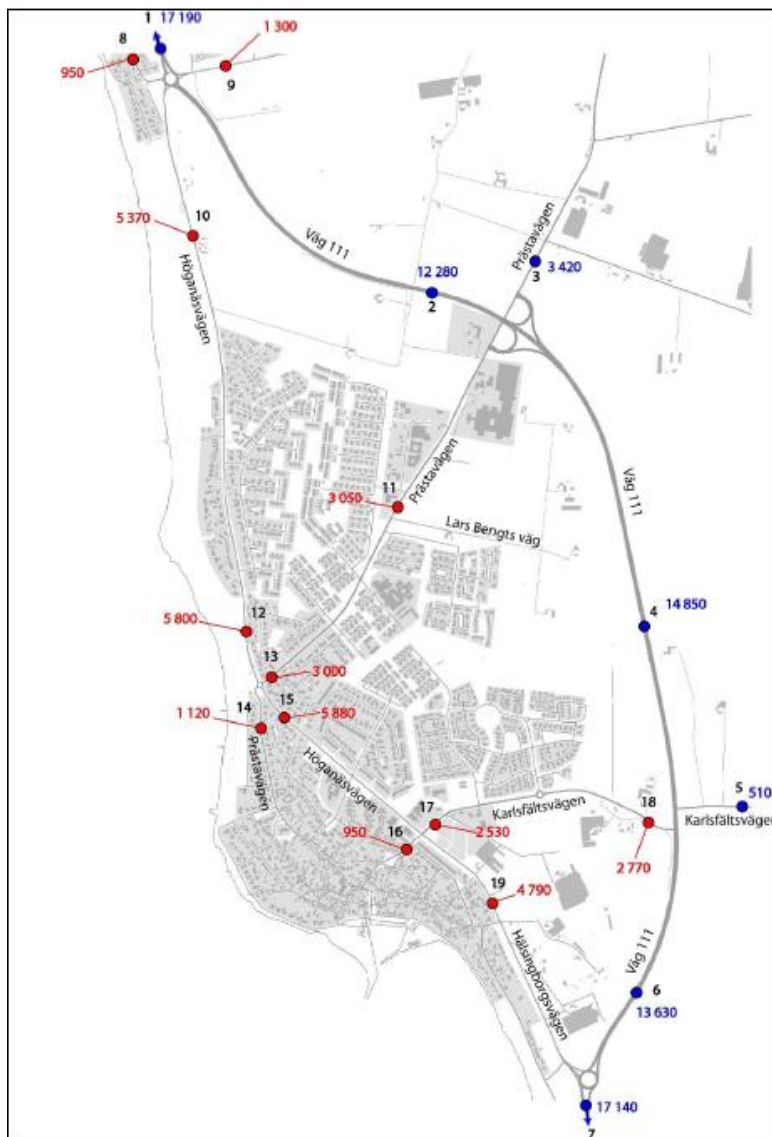 1 17 190
8
1 300
950
9
10
5 370
Höganäsvägen
Väg 111
12 280
2
Prästavägen
3
3 420
11
3 050
Prästavägen
Lars Bengts väg
Väg 111
4
14 850
12
5 800
13
3 000
14
15
1 120
5 880
Prästavägen
Höganäsvägen
5
510
17
Karlsfältsvägen
18
Karlsfältsvägen
16
950
2 530
2 770
19
4 790
Hälsingborgsvägen
Väg 111
6
13 630
17 140
7